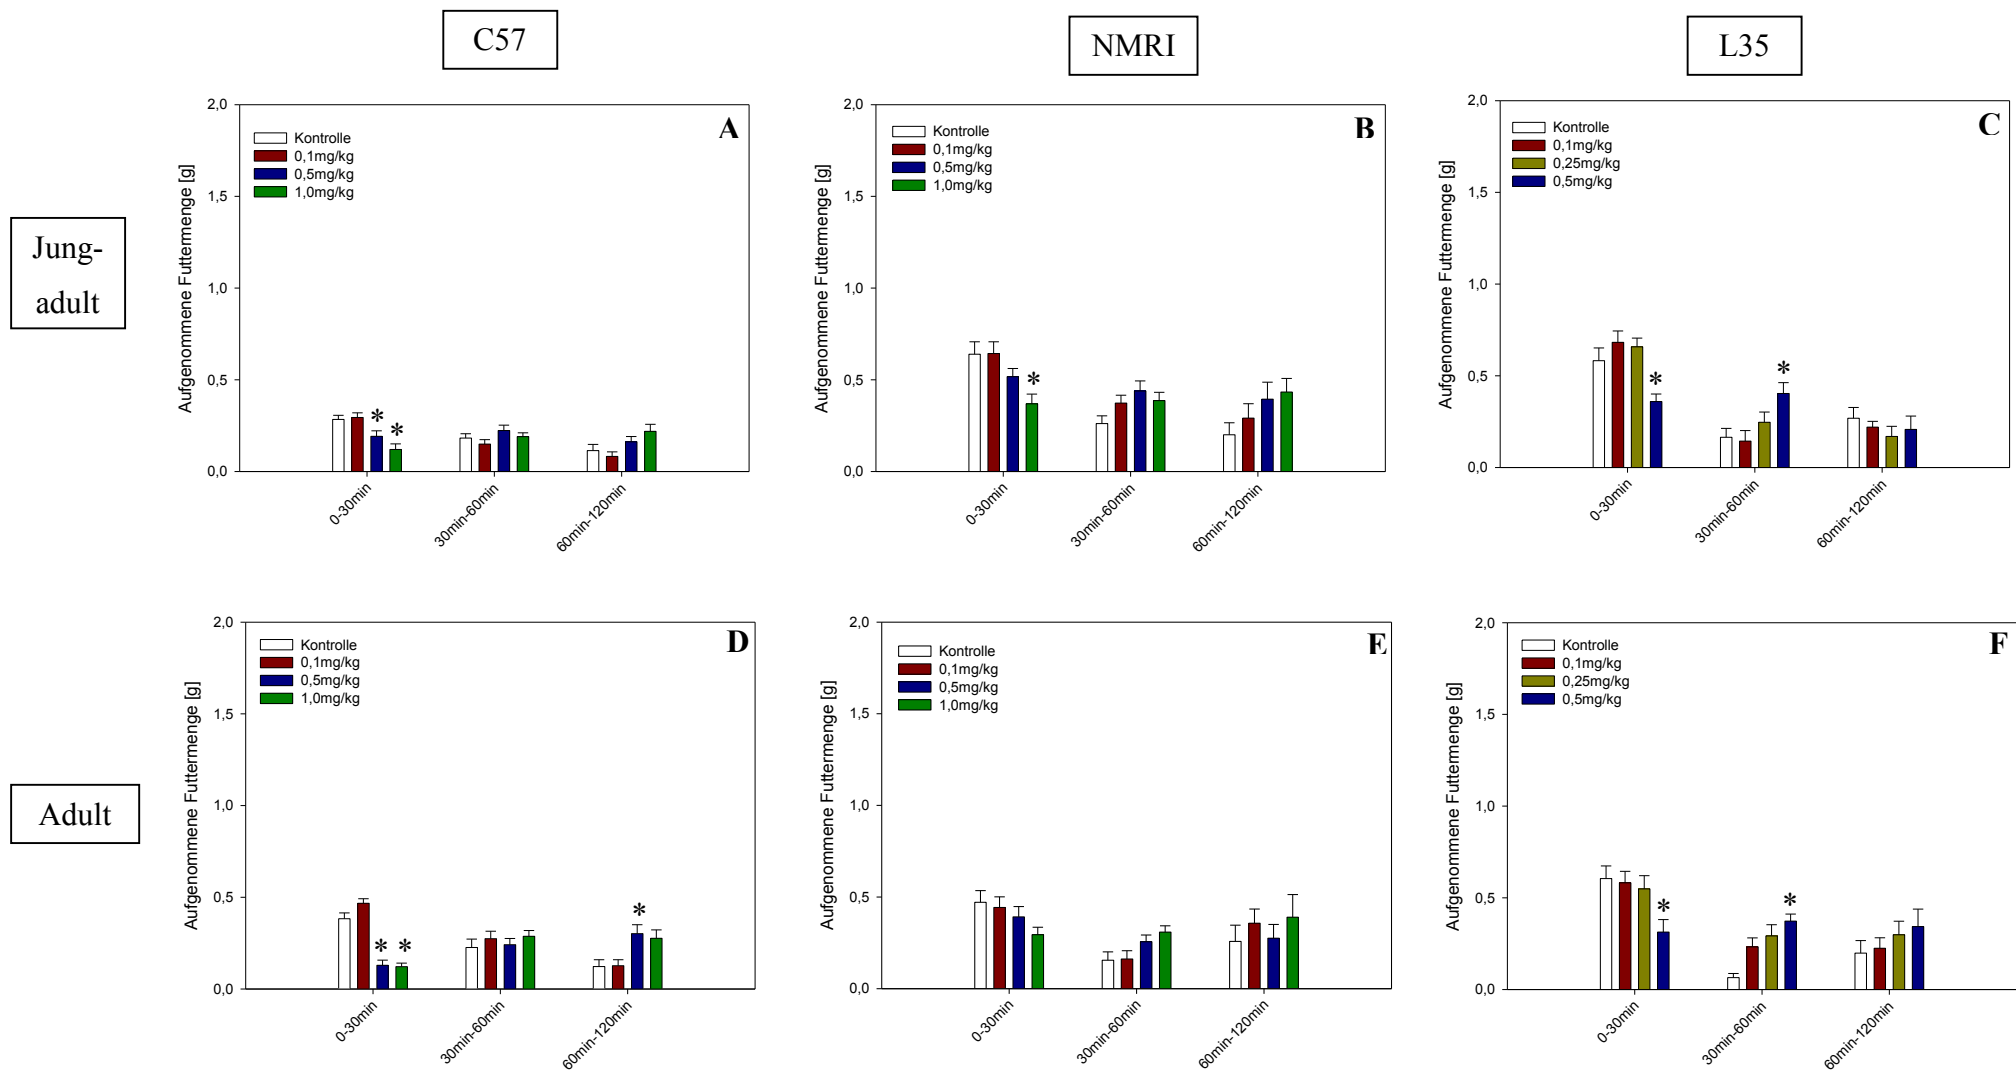 C57
NMRI
L35
Jung-
adult
Adult
A
Aufgenommene Futtermenge [g]
2,0
1,5
1,0
0,5
0,0
Kontrolle
0,1mg/kg
0,5mg/kg
1,0mg/kg
* *
0-30min
30min-60min
60min-120min
B
Aufgenommene Futtermenge [g]
2,0
1,5
1,0
0,5
0,0
Kontrolle
0,1mg/kg
0,5mg/kg
1,0mg/kg
*
0-30min
30min-60min
60min-120min
C
Aufgenommene Futtermenge [g]
2,0
1,5
1,0
0,5
0,0
Kontrolle
0,1mg/kg
0,25mg/kg
0,5mg/kg
* *
0-30min
30min-60min
60min-120min
D
Aufgenommene Futtermenge [g]
2,0
1,5
1,0
0,5
0,0
Kontrolle
0,1mg/kg
0,5mg/kg
1,0mg/kg
* * *
0-30min
30min-60min
60min-120min
E
Aufgenommene Futtermenge [g]
2,0
1,5
1,0
0,5
0,0
Kontrolle
0,1mg/kg
0,5mg/kg
1,0mg/kg
0-30min
30min-60min
60min-120min
F
Aufgenommene Futtermenge [g]
2,0
1,5
1,0
0,5
0,0
Kontrolle
0,1mg/kg
0,25mg/kg
0,5mg/kg
* *
0-30min
30min-60min
60min-120min